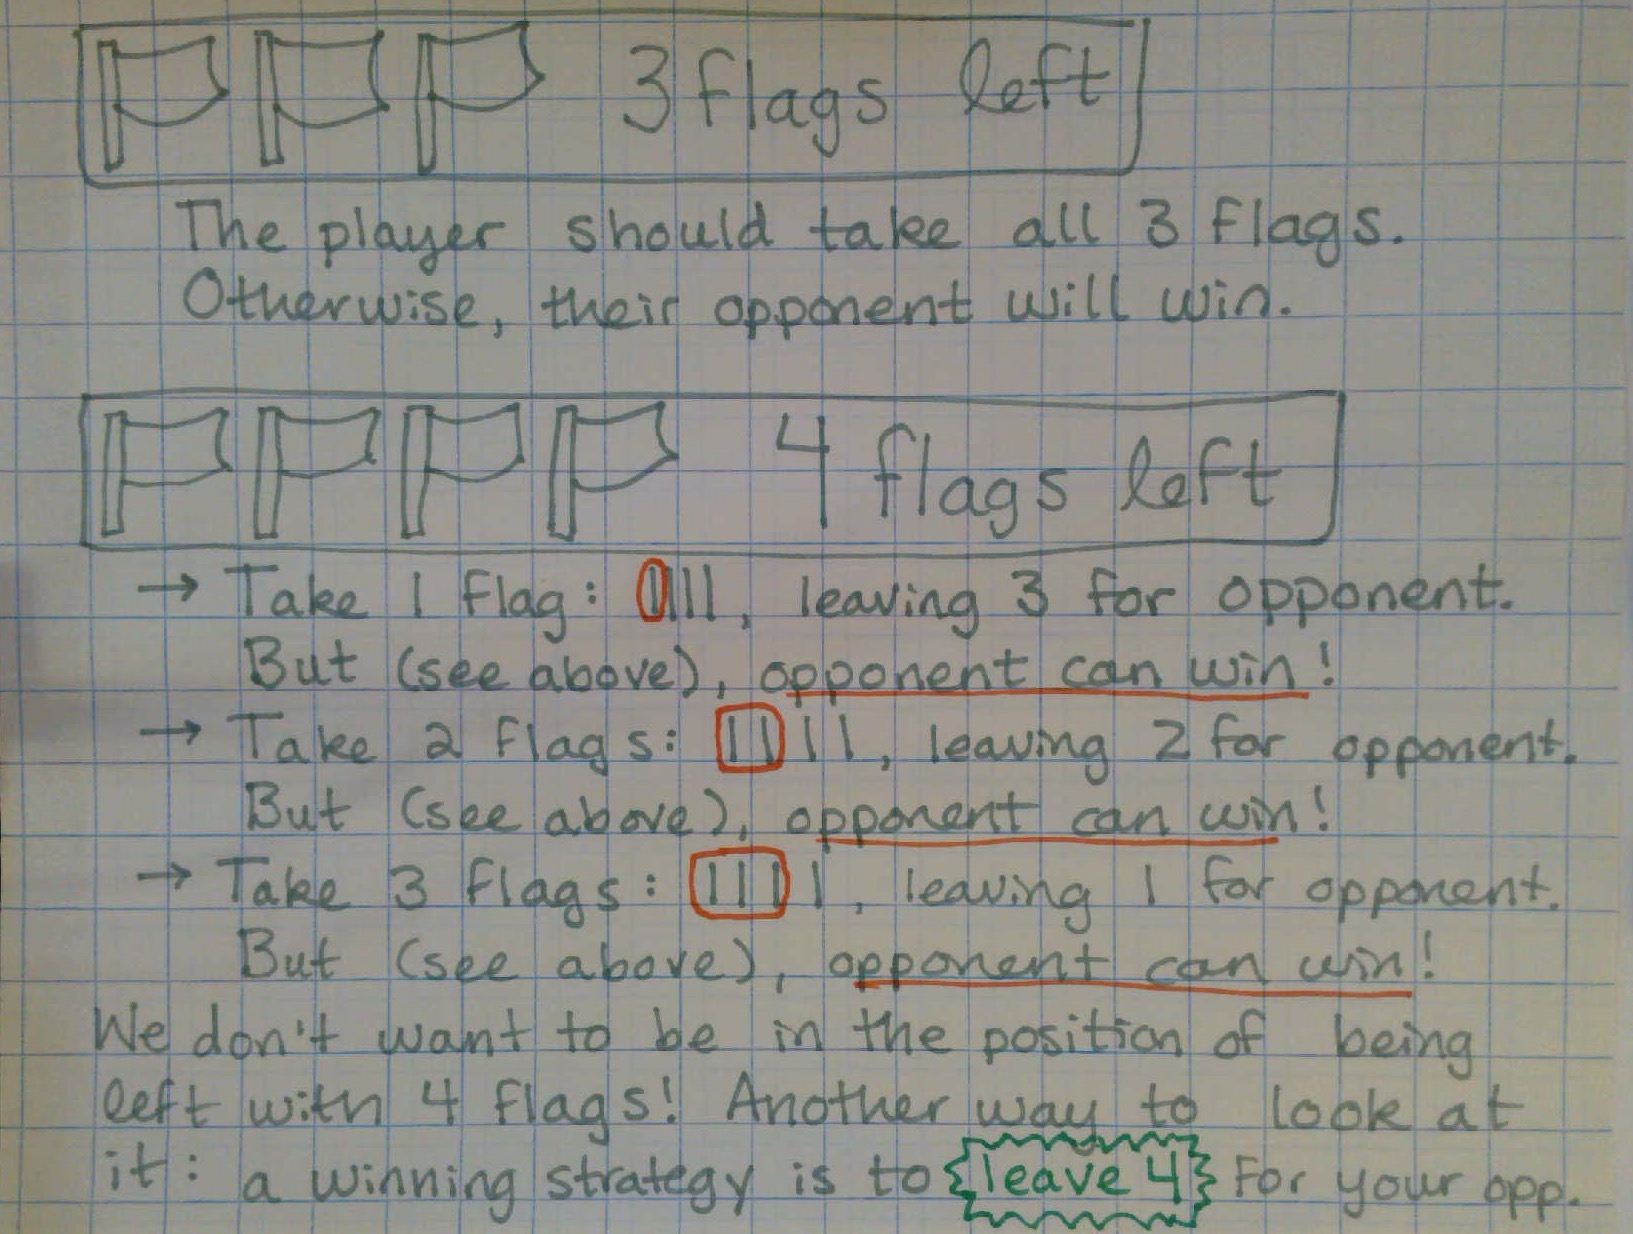 3 flags left
The player should take all 3 flags.
Otherwise, their opponent will win.
4 flags left
→ Take 1 flag: ||||, leaving 3 for opponent.
But (see above), opponent can win!
→ Take 2 flags: ||||, leaving 2 for opponent.
But (see above), opponent can win!
→ Take 3 flags: ||||, leaving 1 for opponent.
But (see above), opponent can win!
We don't want to be in the position of being
left with 4 flags! Another way to look at
it: a winning strategy is to leave 4 for your opp.